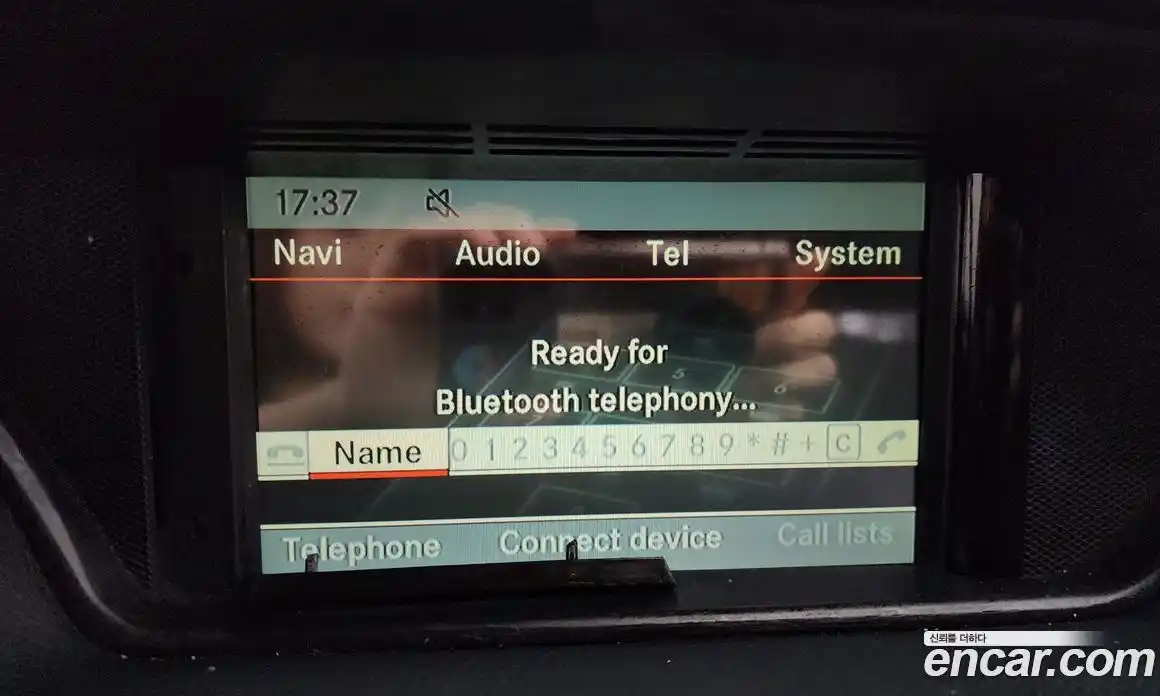 17:37
Navi Audio Tel System
Ready for
Bluetooth telephony...
Name 0 1 2 3 4 5 6 7 8 9 * # + C
Telephone Connect device Call lists
신뢰를 더하다
encar.com